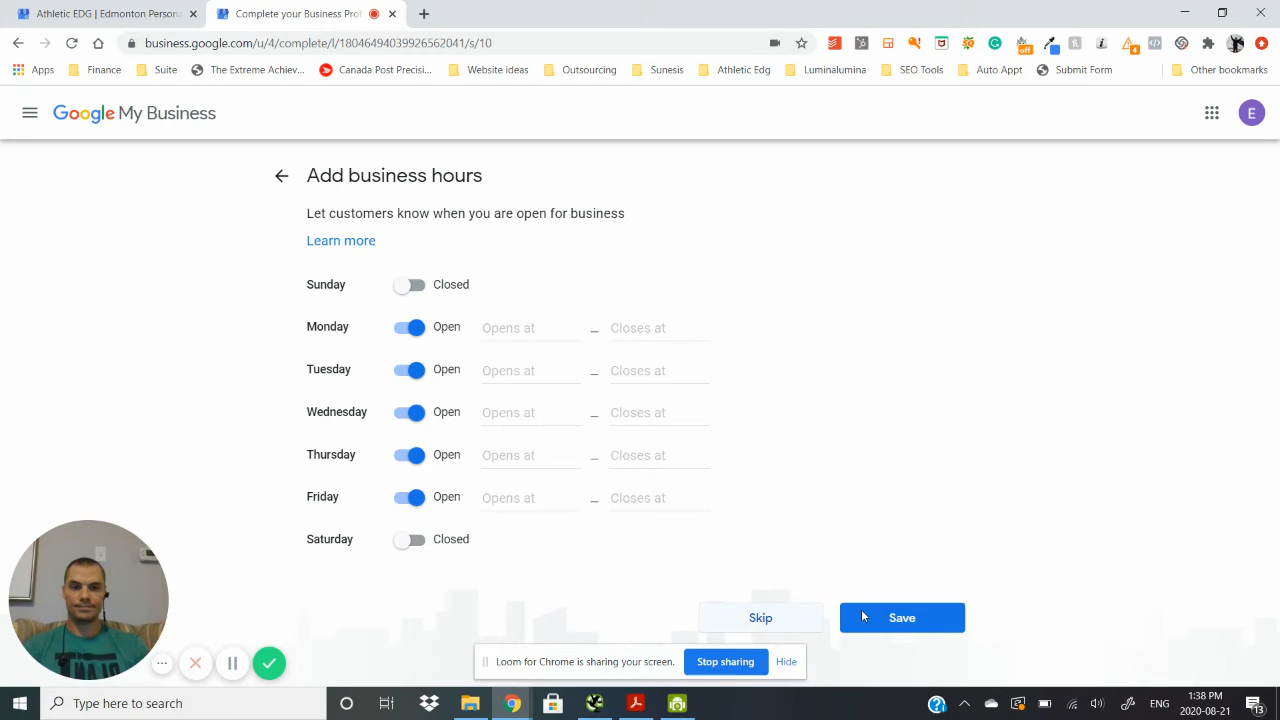 Athletic EDG | Edmonton Persona
Complete your Business Prof
business.google.com/u/4/complete/l/18046494039926562041/s/10
Apps
Finance
Suite
The Extreme Achiev...
Canada Post Precisi...
Website ideas
Outsourcing
Sunesis
Athletic Edg
Luminalumina
SEO Tools
Auto Appt
Submit Form
Other bookmarks
Google My Business
E
Add business hours
Let customers know when you are open for business
Learn more
Sunday Closed
Monday Open Opens at – Closes at
Tuesday Open Opens at – Closes at
Wednesday Open Opens at – Closes at
Thursday Open Opens at – Closes at
Friday Open Opens at – Closes at
Saturday Closed
Skip
Save
Loom for Chrome is sharing your screen.
Stop sharing
Hide
Type here to search
1:38 PM
2020-08-21
13